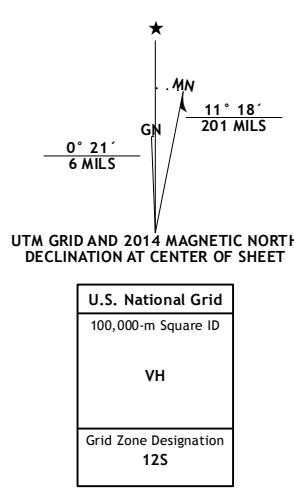 ★
MN
11° 18´
201 MILS
GN
0° 21´
6 MILS
UTM GRID AND 2014 MAGNETIC NORTH
DECLINATION AT CENTER OF SHEET
U.S. National Grid
100,000-m Square ID
VH
Grid Zone Designation
12S